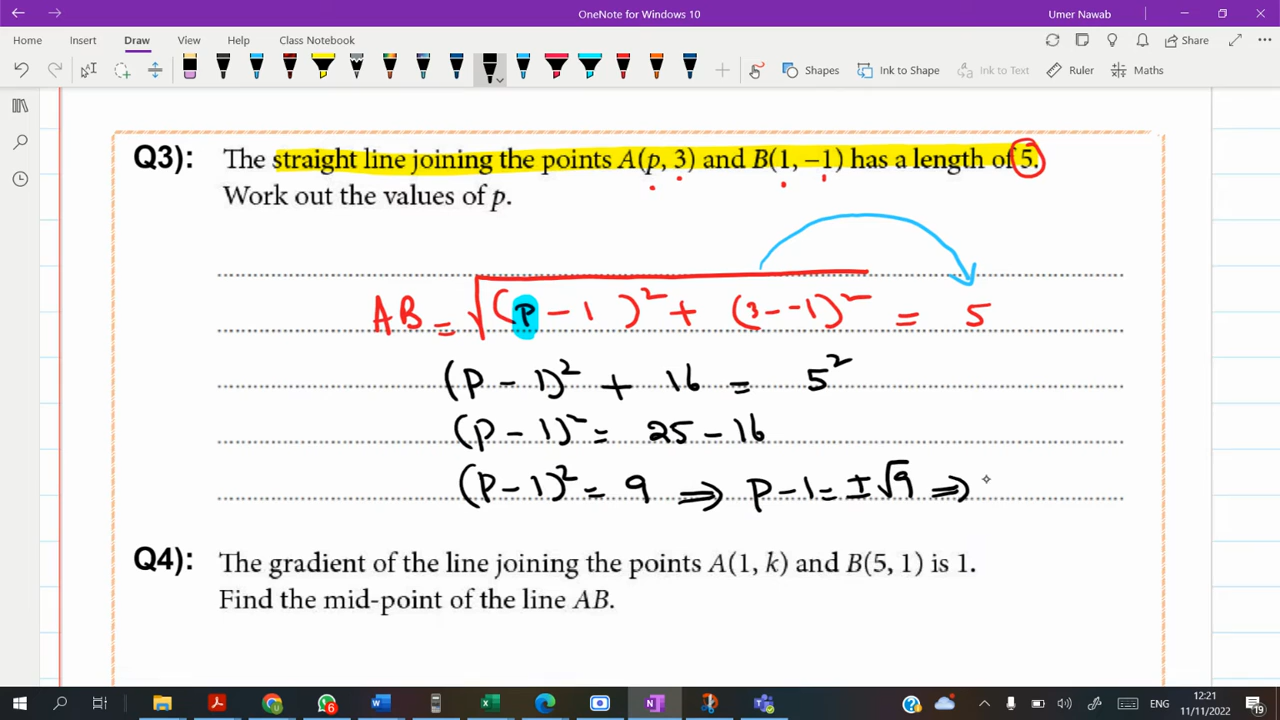 OneNote for Windows 10
Umer Nawab
Home Insert Draw View Help Class Notebook
Share
Shapes Ink to Shape Ink to Text Ruler Maths
Q3): The straight line joining the points A(p, 3) and B(1, −1) has a length of 5.
Work out the values of p.
AB = √(p − 1)² + (3 − −1)² = 5
(p − 1)² + 16 = 5²
(p − 1)² = 25 − 16
(p − 1)² = 9 ⇒ p − 1 = ±√9 ⇒
Q4): The gradient of the line joining the points A(1, k) and B(5, 1) is 1.
Find the mid-point of the line AB.
6
ENG
12:21
11/11/2022
19